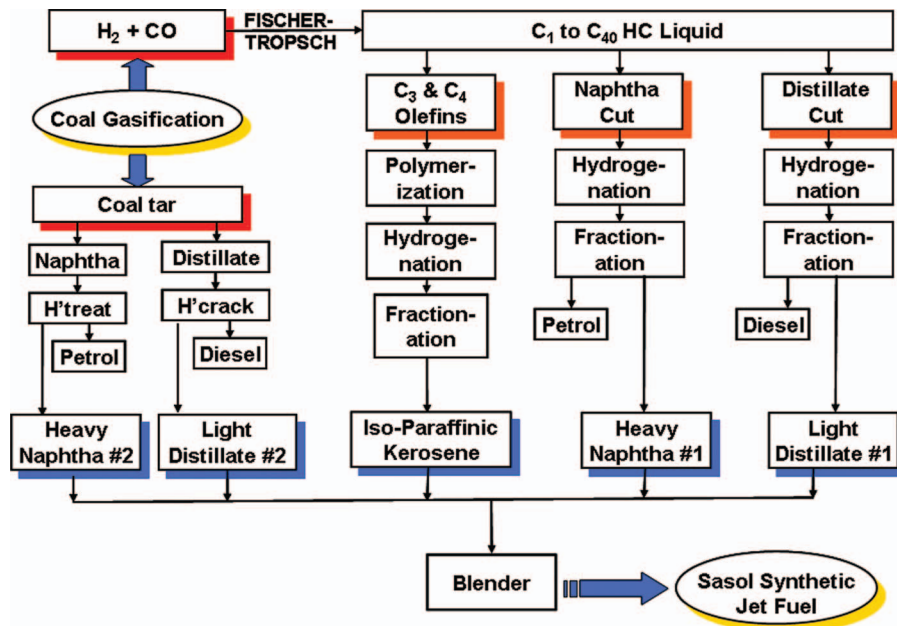 H2 + CO
FISCHER-
TROPSCH
C1 to C40 HC Liquid
Coal Gasification
C3 & C4
Olefins
Naphtha
Cut
Distillate
Cut
Polymer-
ization
Hydroge-
nation
Hydroge-
nation
Coal tar
Hydroge-
nation
Fraction-
ation
Fraction-
ation
Naphtha
Distillate
H'treat
H'crack
Fraction-
ation
Petrol
Diesel
Petrol
Diesel
Heavy
Naphtha #2
Light
Distillate #2
Iso-Paraffinic
Kerosene
Heavy
Naphtha #1
Light
Distillate #1
Blender
Sasol Synthetic
Jet Fuel